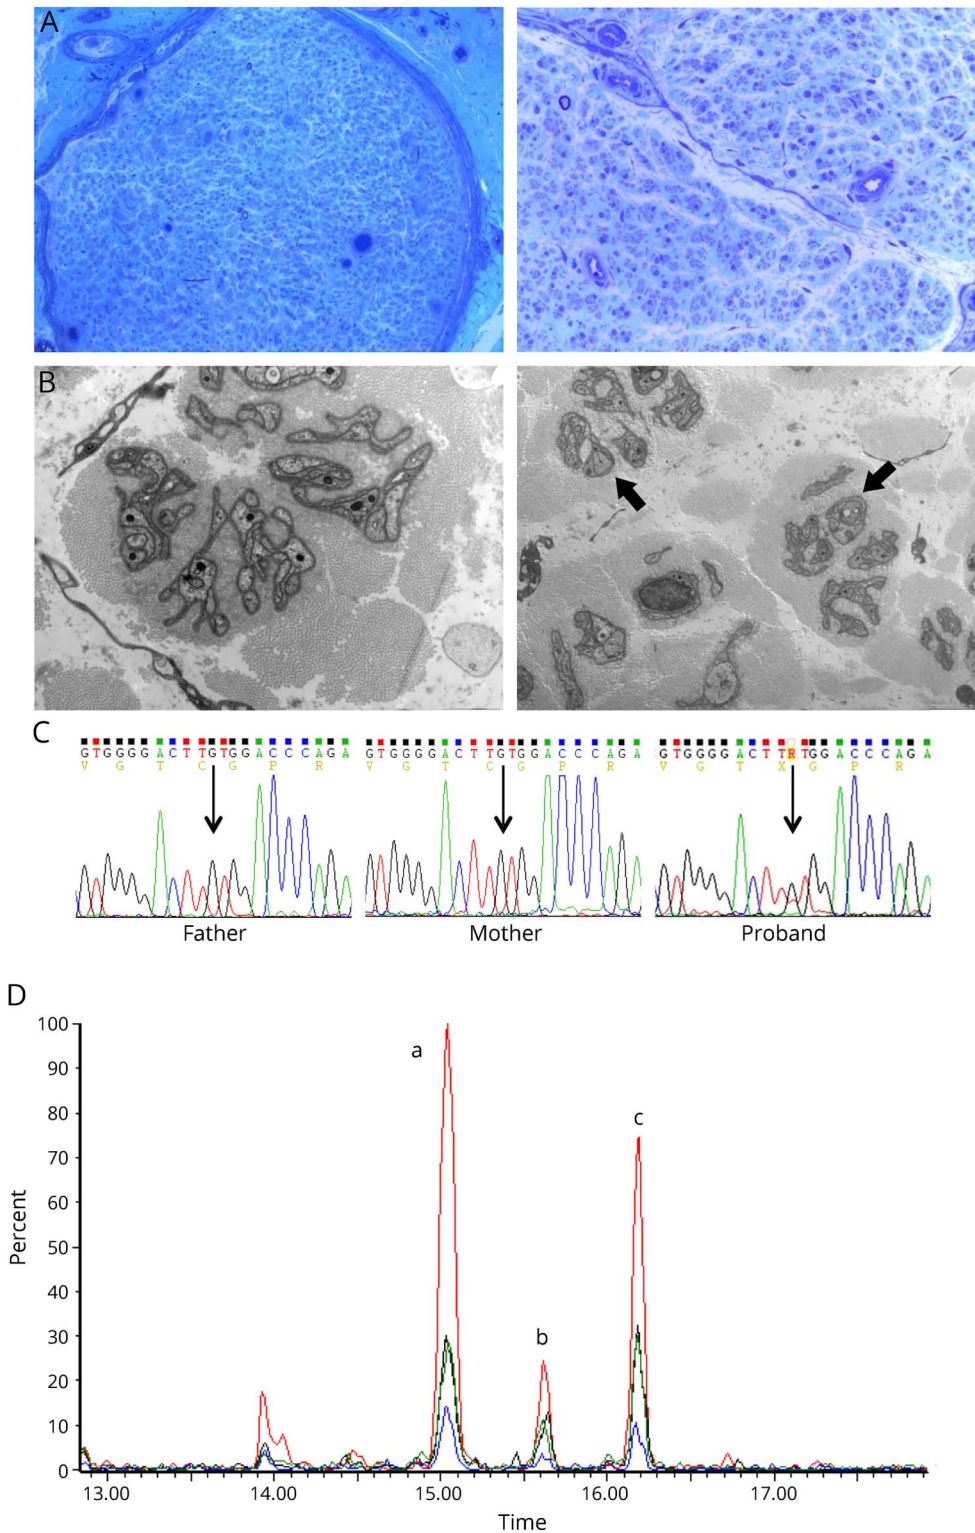 A
B
C
GTGGGGACTTGTGGACCCAGA GTGGGGACTTGTGGACCCAGA GTGGGGACTTRTGGACCCAGA
V G T C G P R V G T C G P R V G T X G P R
Father Mother Proband
D
100
90
80
70
60
50
40
30
20
10
0
a
b
c
Percent
13.00 14.00 15.00 16.00 17.00
Time